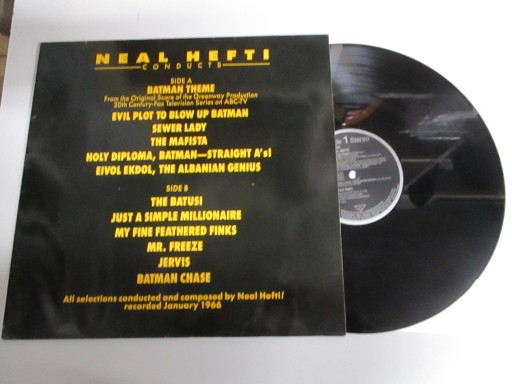 NEAL HEFTI
CONDUCTS
SIDE A
BATMAN THEME
From the Original Score of the Greenway Production
20th Century-Fox Television Series on ABC-TV
EVIL PLOT TO BLOW UP BATMAN
SEWER LADY
THE MAFISTA
HOLY DIPLOMA, BATMAN—STRAIGHT A's!
EIVOL EKDOL, THE ALBANIAN GENIUS
SIDE B
THE BATUSI
JUST A SIMPLE MILLIONAIRE
MY FINE FEATHERED FINKS
MR. FREEZE
JERVIS
BATMAN CHASE
All selections conducted and composed by Neal Hefti/
recorded January 1966
1 Stereo